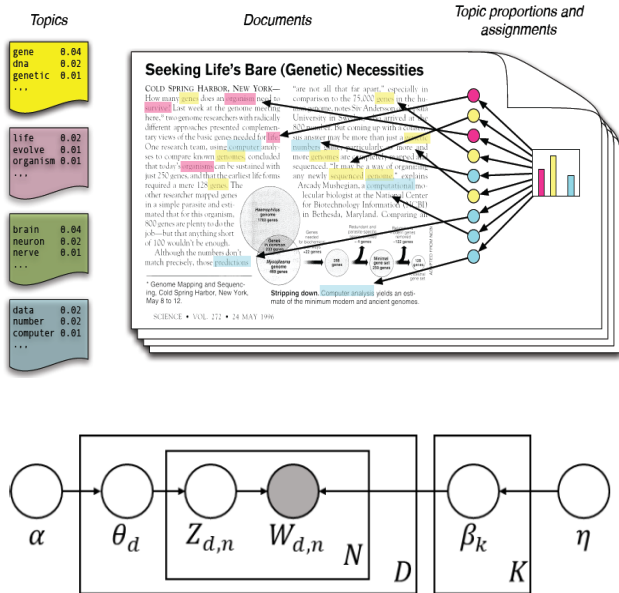 Topics
Documents
Topic proportions and
assignments
gene 0.04
dna 0.02
genetic 0.01
...
life 0.02
evolve 0.01
organism 0.01
...
brain 0.04
neuron 0.02
nerve 0.01
...
data 0.02
number 0.02
computer 0.01
...
Seeking Life's Bare (Genetic) Necessities
COLD SPRING HARBOR, NEW YORK—
How many genes does an organism need to
survive? Last week at the genome meeting
here,* two genome researchers with radically
different approaches presented complemen-
tary views of the basic genes needed for life.
One research team, using computer analy-
ses to compare known genomes, concluded
that today's organisms can be sustained with
just 250 genes, and that the earliest life forms
required a mere 128 genes. The
other researcher mapped genes
in a simple parasite and esti-
mated that for this organism,
800 genes are plenty to do the
job—but that anything short
of 100 wouldn't be enough.
Although the numbers don't
match precisely, those predictions
* Genome Mapping and Sequenc-
ing, Cold Spring Harbor, New York,
May 8 to 12.
"are not all that far apart," especially in
comparison to the 75,000 genes in the hu-
man genome, notes Siv Andersson
University in arrived at the
800 number. But coming up with a
sus answer may be more than just a
numbers particularly more and
more genomes are mapped and
sequenced. "It may be a way of organizing
any newly sequenced genome," explains
Arcady Mushegian, a computational mo-
lecular biologist at the National Center
for Biotechnology Information (NCBI)
in Bethesda, Maryland. Comparing an
Haemophilus
genome
1703 genes
Genes
in common
233 genes
Mycoplasma
genome
469 genes
Stripping down. Computer analysis yields an esti-
mate of the minimum modern and ancient genomes.
SCIENCE • VOL. 272 • 24 MAY 1996
α
θd
Zd,n
Wd,n
N
D
βk
K
η